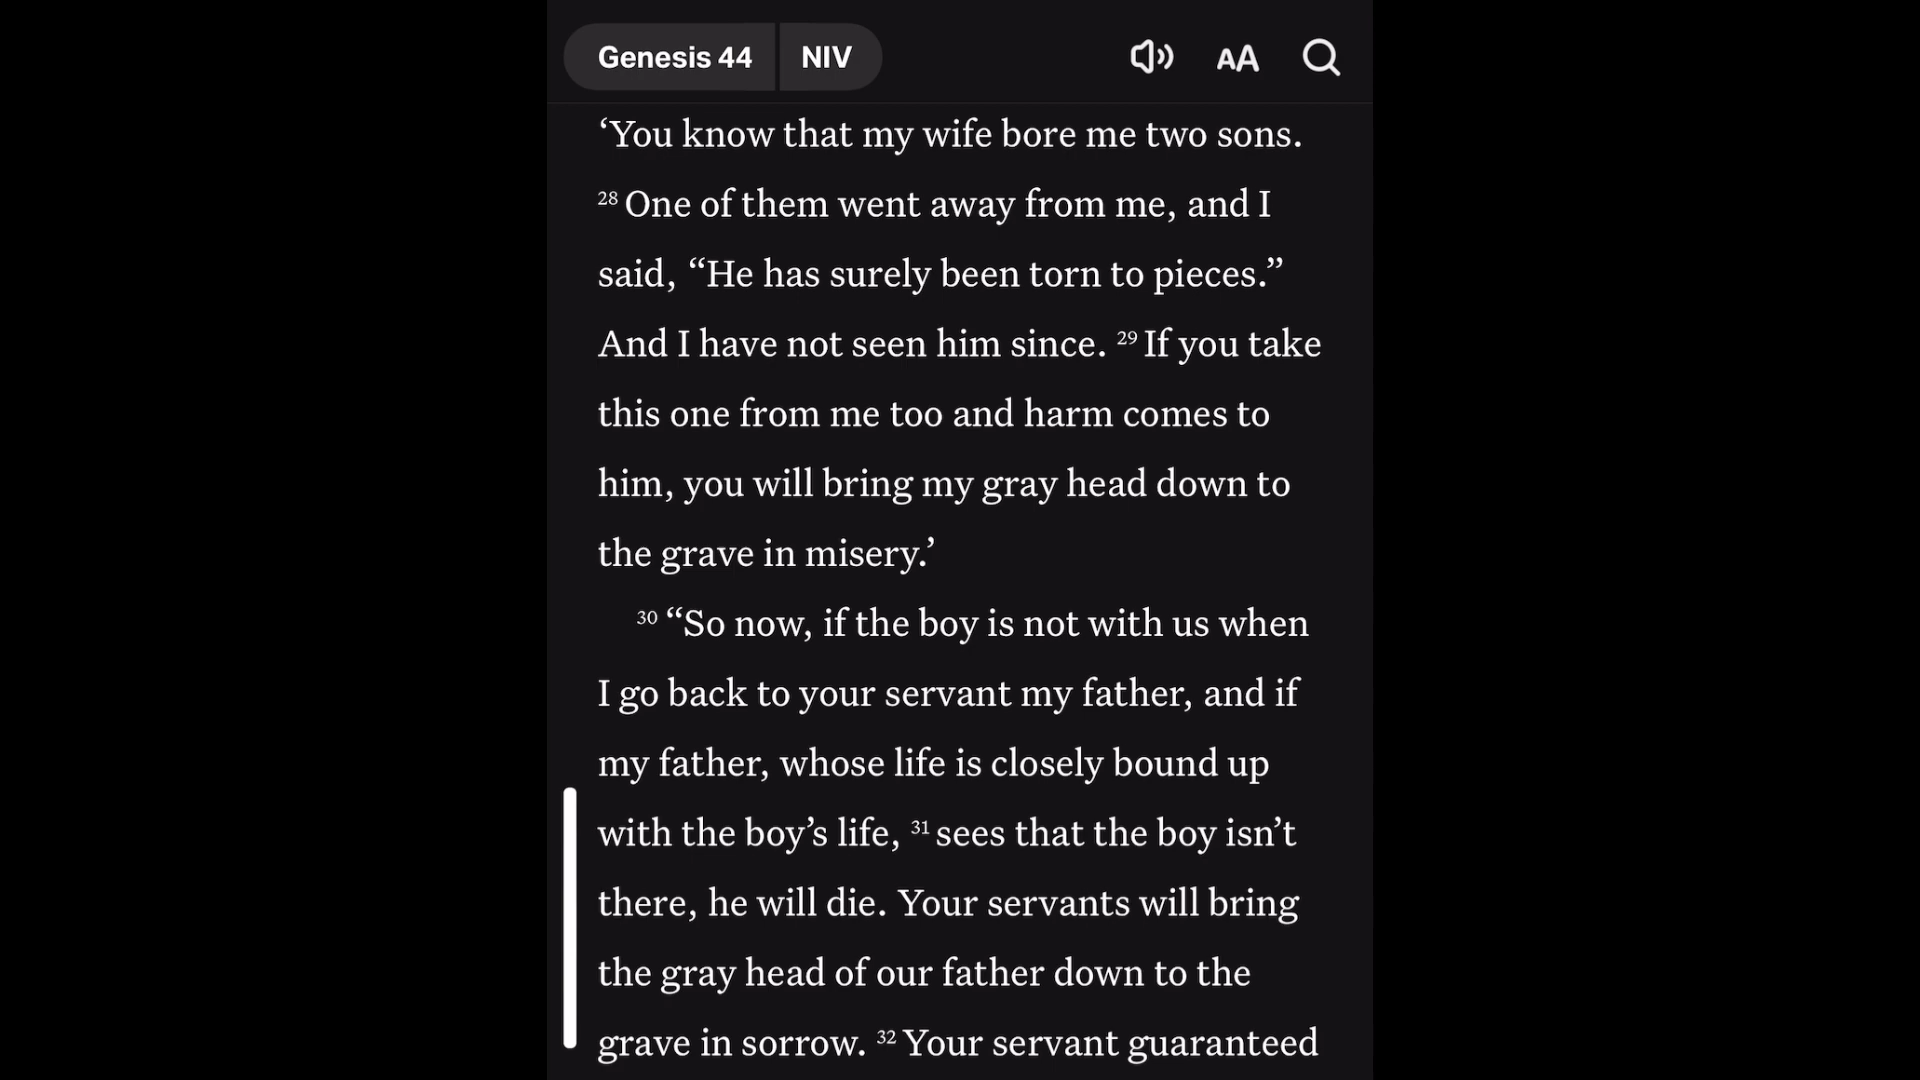 Genesis 44 NIV AA
‘You know that my wife bore me two sons.
28 One of them went away from me, and I
said, “He has surely been torn to pieces.”
And I have not seen him since. 29 If you take
this one from me too and harm comes to
him, you will bring my gray head down to
the grave in misery.’
30 “So now, if the boy is not with us when
I go back to your servant my father, and if
my father, whose life is closely bound up
with the boy’s life, 31 sees that the boy isn’t
there, he will die. Your servants will bring
the gray head of our father down to the
grave in sorrow. 32 Your servant guaranteed